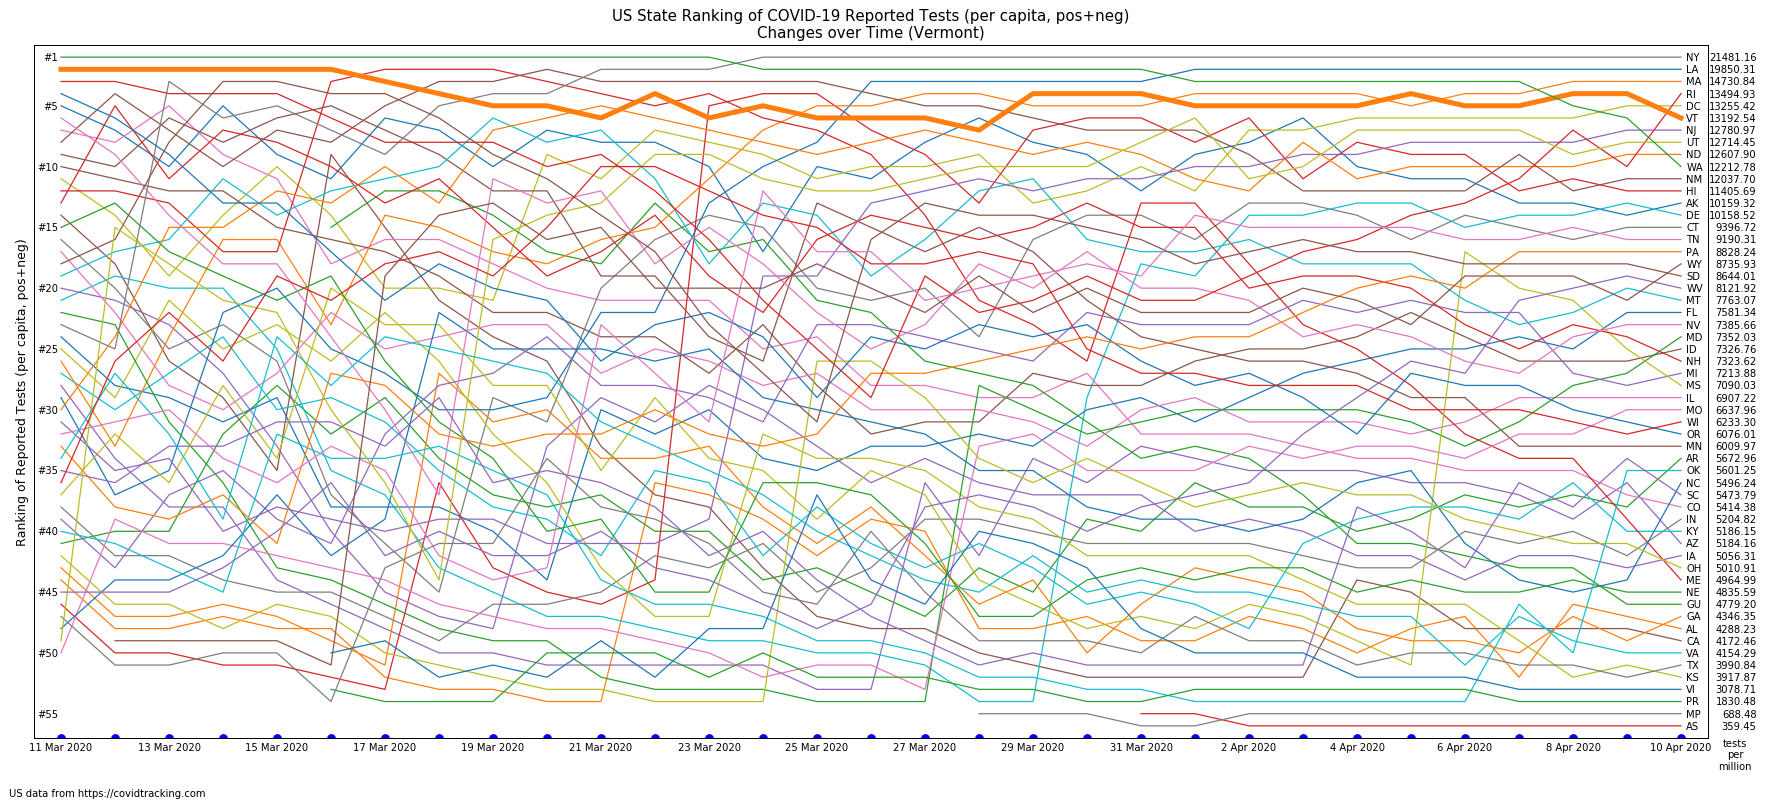 US State Ranking of COVID-19 Reported Tests (per capita, pos+neg)
Changes over Time (Vermont)
Ranking of Reported Tests (per capita, pos+neg)
#1
#5
#10
#15
#20
#25
#30
#35
#40
#45
#50
#55
NY 21481.16
LA 19850.31
MA 14730.84
RI 13494.93
DC 13255.42
VT 13192.54
NJ 12780.97
UT 12714.45
ND 12607.90
WA 12212.78
NM 12037.70
HI 11405.69
AK 10159.32
DE 10158.52
CT 9396.72
TN 9190.31
PA 8828.24
WY 8735.93
SD 8644.01
WV 8121.92
MT 7763.07
FL 7581.34
NV 7385.66
MD 7352.03
ID 7326.76
NH 7323.62
MI 7213.88
MS 7090.03
IL 6907.22
MO 6637.96
WI 6233.30
OR 6076.01
MN 6009.97
AR 5672.96
OK 5601.25
NC 5496.24
SC 5473.79
CO 5414.38
IN 5204.82
KY 5186.15
AZ 5184.16
IA 5056.31
OH 5010.91
ME 4964.99
NE 4835.59
GU 4779.20
GA 4346.35
AL 4288.23
CA 4172.46
VA 4154.29
TX 3990.84
KS 3917.87
VI 3078.71
PR 1830.48
MP 688.48
AS 359.45
11 Mar 2020 13 Mar 2020 15 Mar 2020 17 Mar 2020 19 Mar 2020 21 Mar 2020 23 Mar 2020 25 Mar 2020 27 Mar 2020 29 Mar 2020 31 Mar 2020 2 Apr 2020 4 Apr 2020 6 Apr 2020 8 Apr 2020 10 Apr 2020
tests
per
million
US data from https://covidtracking.com